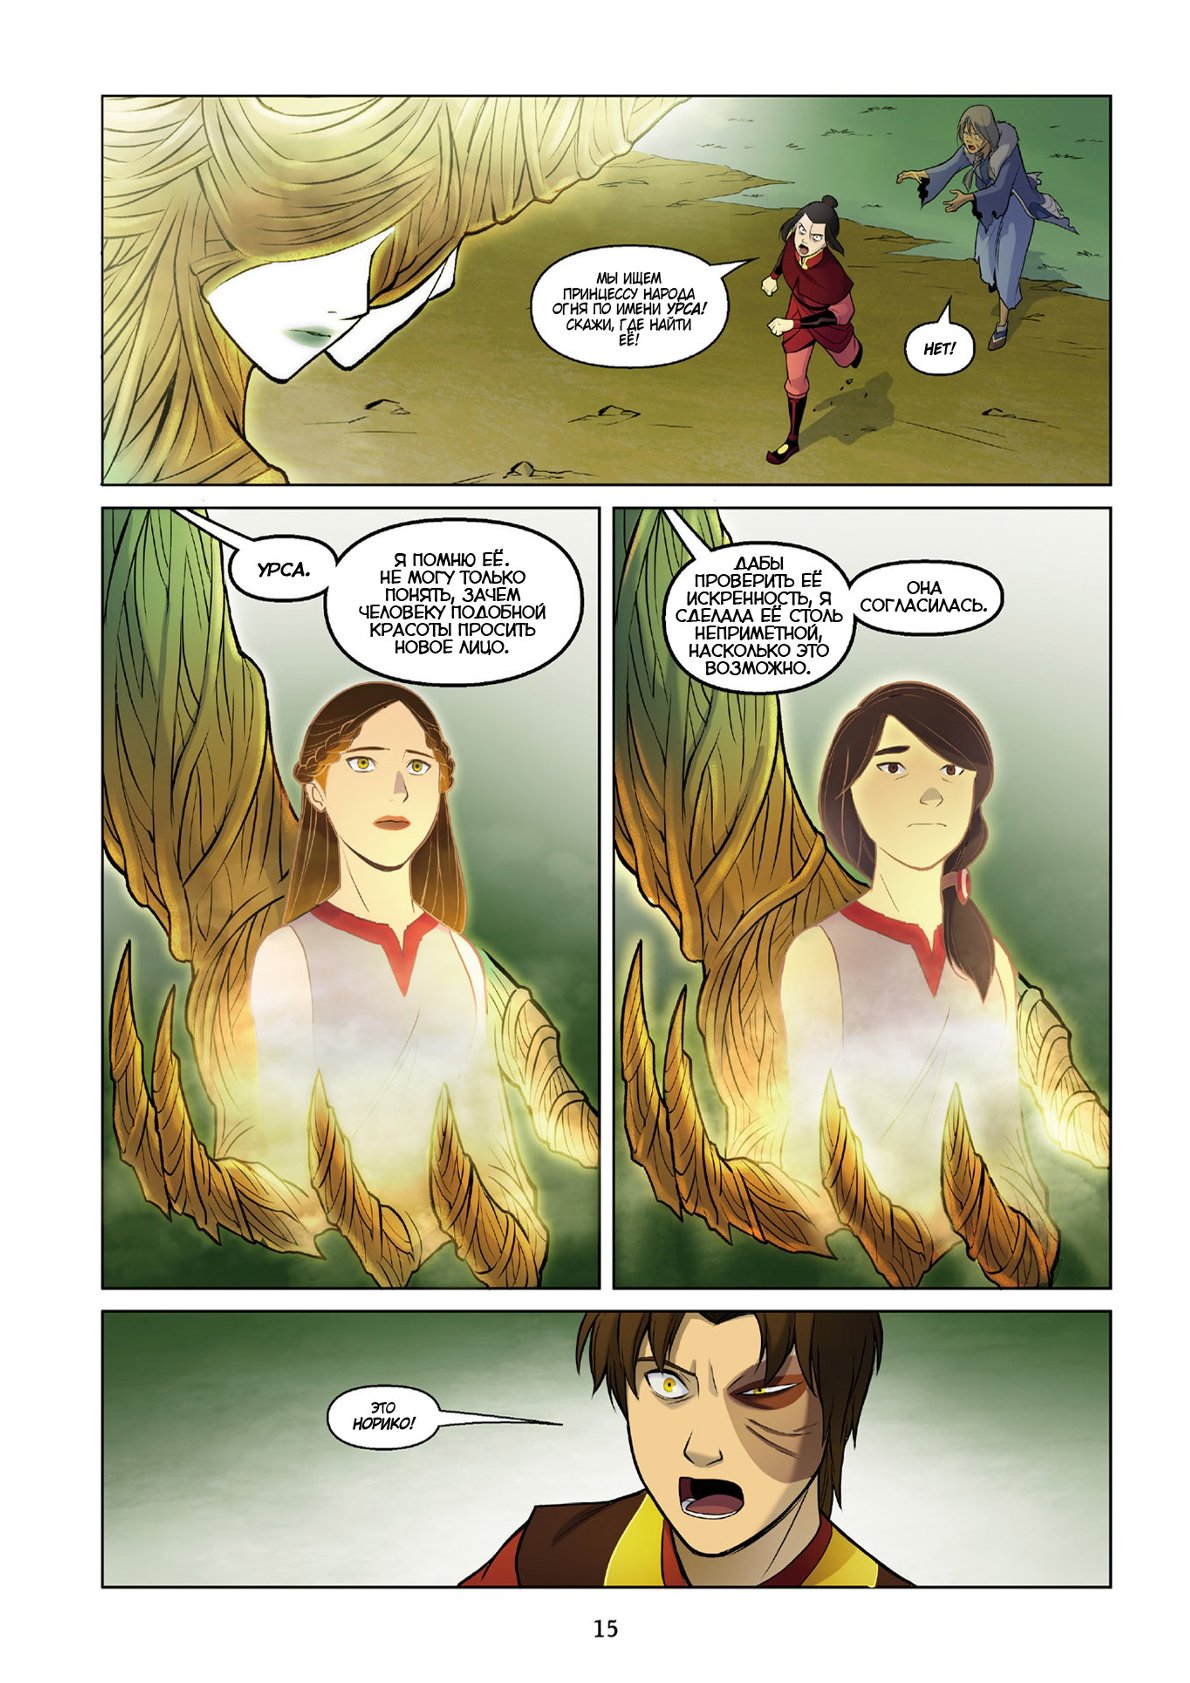 МЫ ИЩЕМ
ПРИНЦЕССУ НАРОДА
ОГНЯ ПО ИМЕНИ УРСА!
СКАЖИ, ГДЕ НАЙТИ
ЕЁ!
НЕТ!
УРСА.
Я ПОМНЮ ЕЁ.
НЕ МОГУ ТОЛЬКО
ПОНЯТЬ, ЗАЧЕМ
ЧЕЛОВЕКУ ПОДОБНОЙ
КРАСОТЫ ПРОСИТЬ
НОВОЕ ЛИЦО.
ДАБЫ
ПРОВЕРИТЬ ЕЁ
ИСКРЕННОСТЬ, Я
СДЕЛАЛА ЕЁ СТОЛЬ
НЕПРИМЕТНОЙ,
НАСКОЛЬКО ЭТО
ВОЗМОЖНО.
ОНА
СОГЛАСИЛАСЬ.
ЭТО
НОРИКО!
15